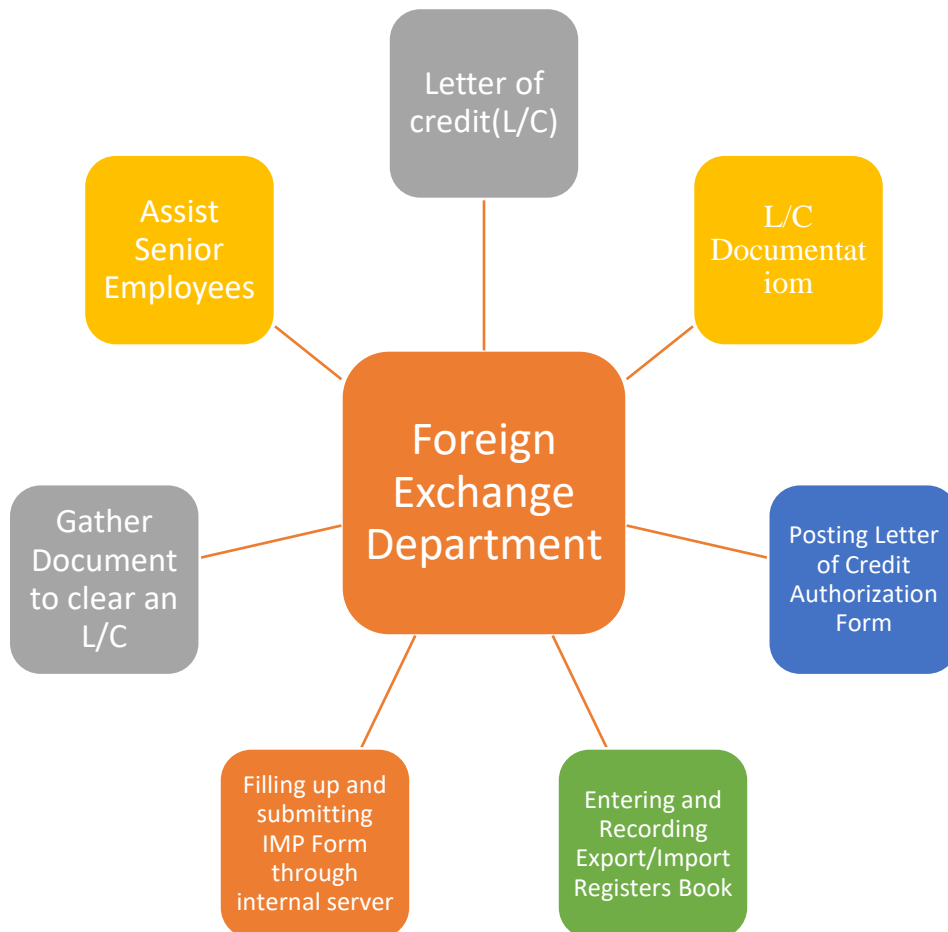 Letter of
credit(L/C)
Assist
Senior
Employees
L/C
Documentat
iom
Foreign
Exchange
Department
Gather
Document
to clear an
L/C
Posting Letter
of Credit
Authorization
Form
Filling up and
submitting
IMP Form
through
internal server
Entering and
Recording
Export/Import
Registers Book